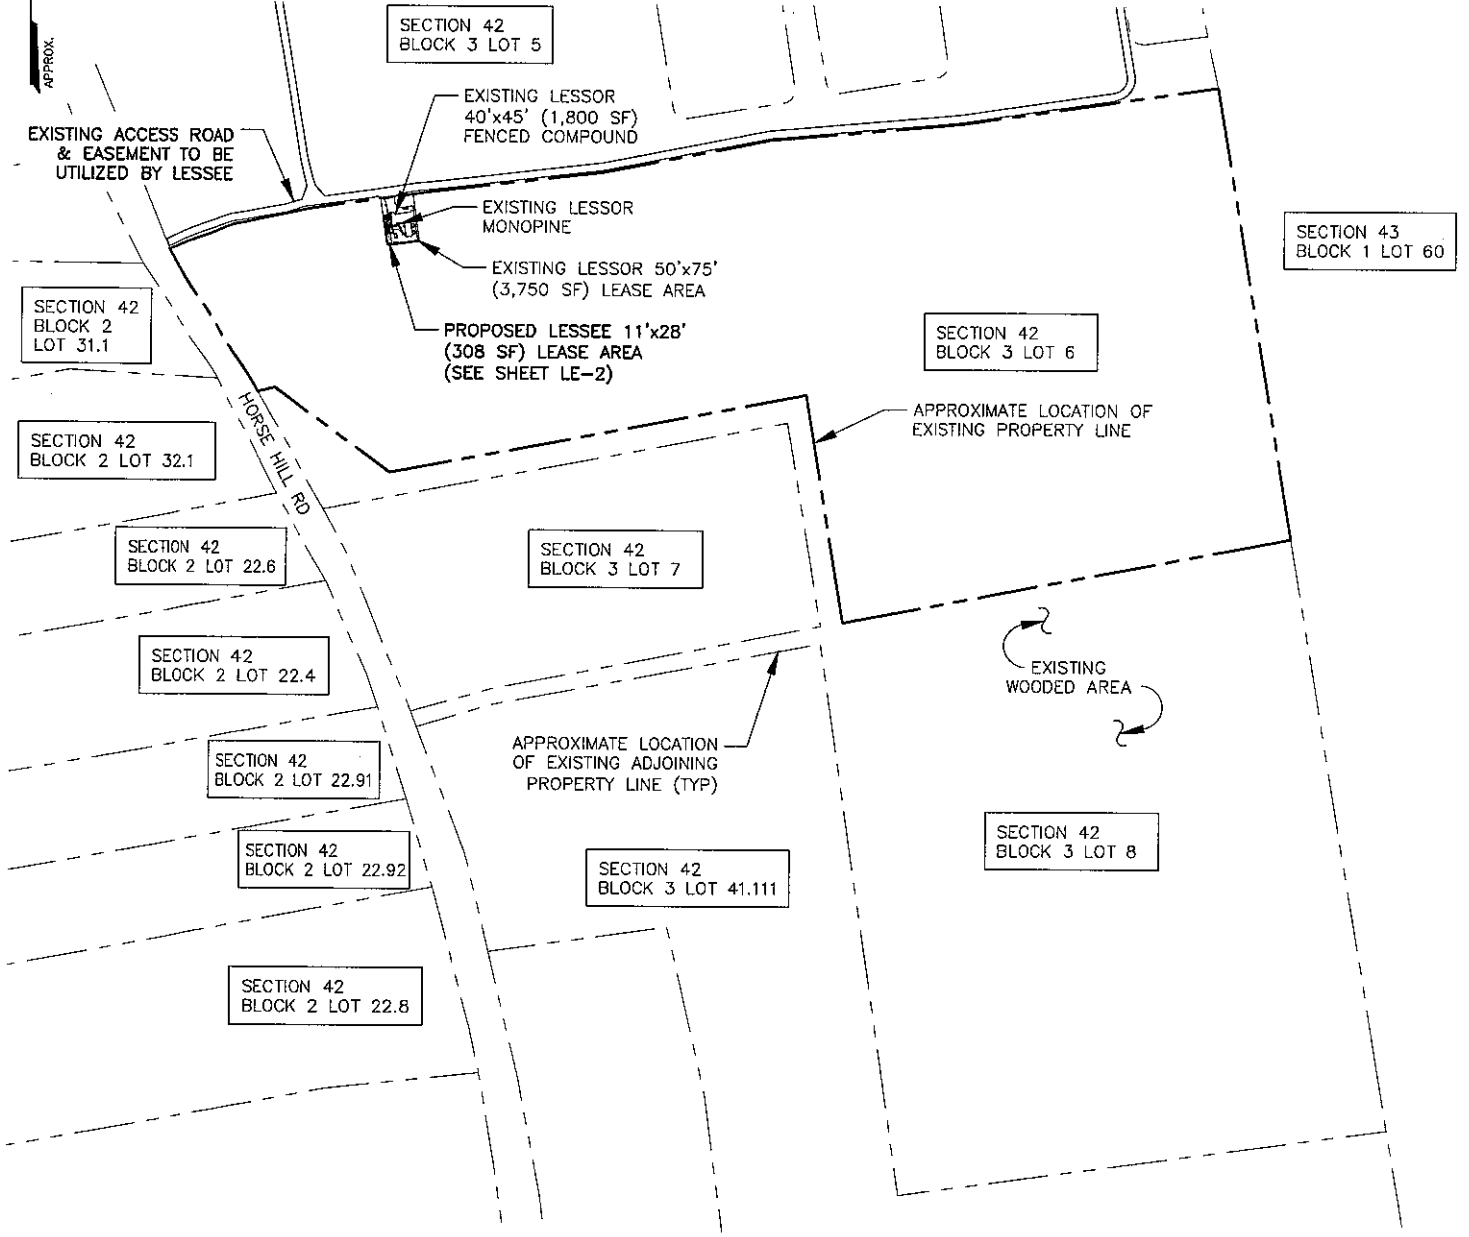 APPROX.
SECTION 42
BLOCK 3 LOT 5
EXISTING LESSOR
40'x45' (1,800 SF)
FENCED COMPOUND
EXISTING ACCESS ROAD
& EASEMENT TO BE
UTILIZED BY LESSEE
EXISTING LESSOR
MONOPINE
EXISTING LESSOR 50'x75'
(3,750 SF) LEASE AREA
PROPOSED LESSEE 11'x28'
(308 SF) LEASE AREA
(SEE SHEET LE-2)
SECTION 43
BLOCK 1 LOT 60
SECTION 42
BLOCK 2
LOT 31.1
SECTION 42
BLOCK 3 LOT 6
APPROXIMATE LOCATION OF
EXISTING PROPERTY LINE
HORSE HILL RD
SECTION 42
BLOCK 2 LOT 32.1
SECTION 42
BLOCK 2 LOT 22.6
SECTION 42
BLOCK 3 LOT 7
SECTION 42
BLOCK 2 LOT 22.4
EXISTING
WOODED AREA
SECTION 42
BLOCK 2 LOT 22.91
APPROXIMATE LOCATION
OF EXISTING ADJOINING
PROPERTY LINE (TYP)
SECTION 42
BLOCK 2 LOT 22.92
SECTION 42
BLOCK 3 LOT 41.111
SECTION 42
BLOCK 3 LOT 8
SECTION 42
BLOCK 2 LOT 22.8